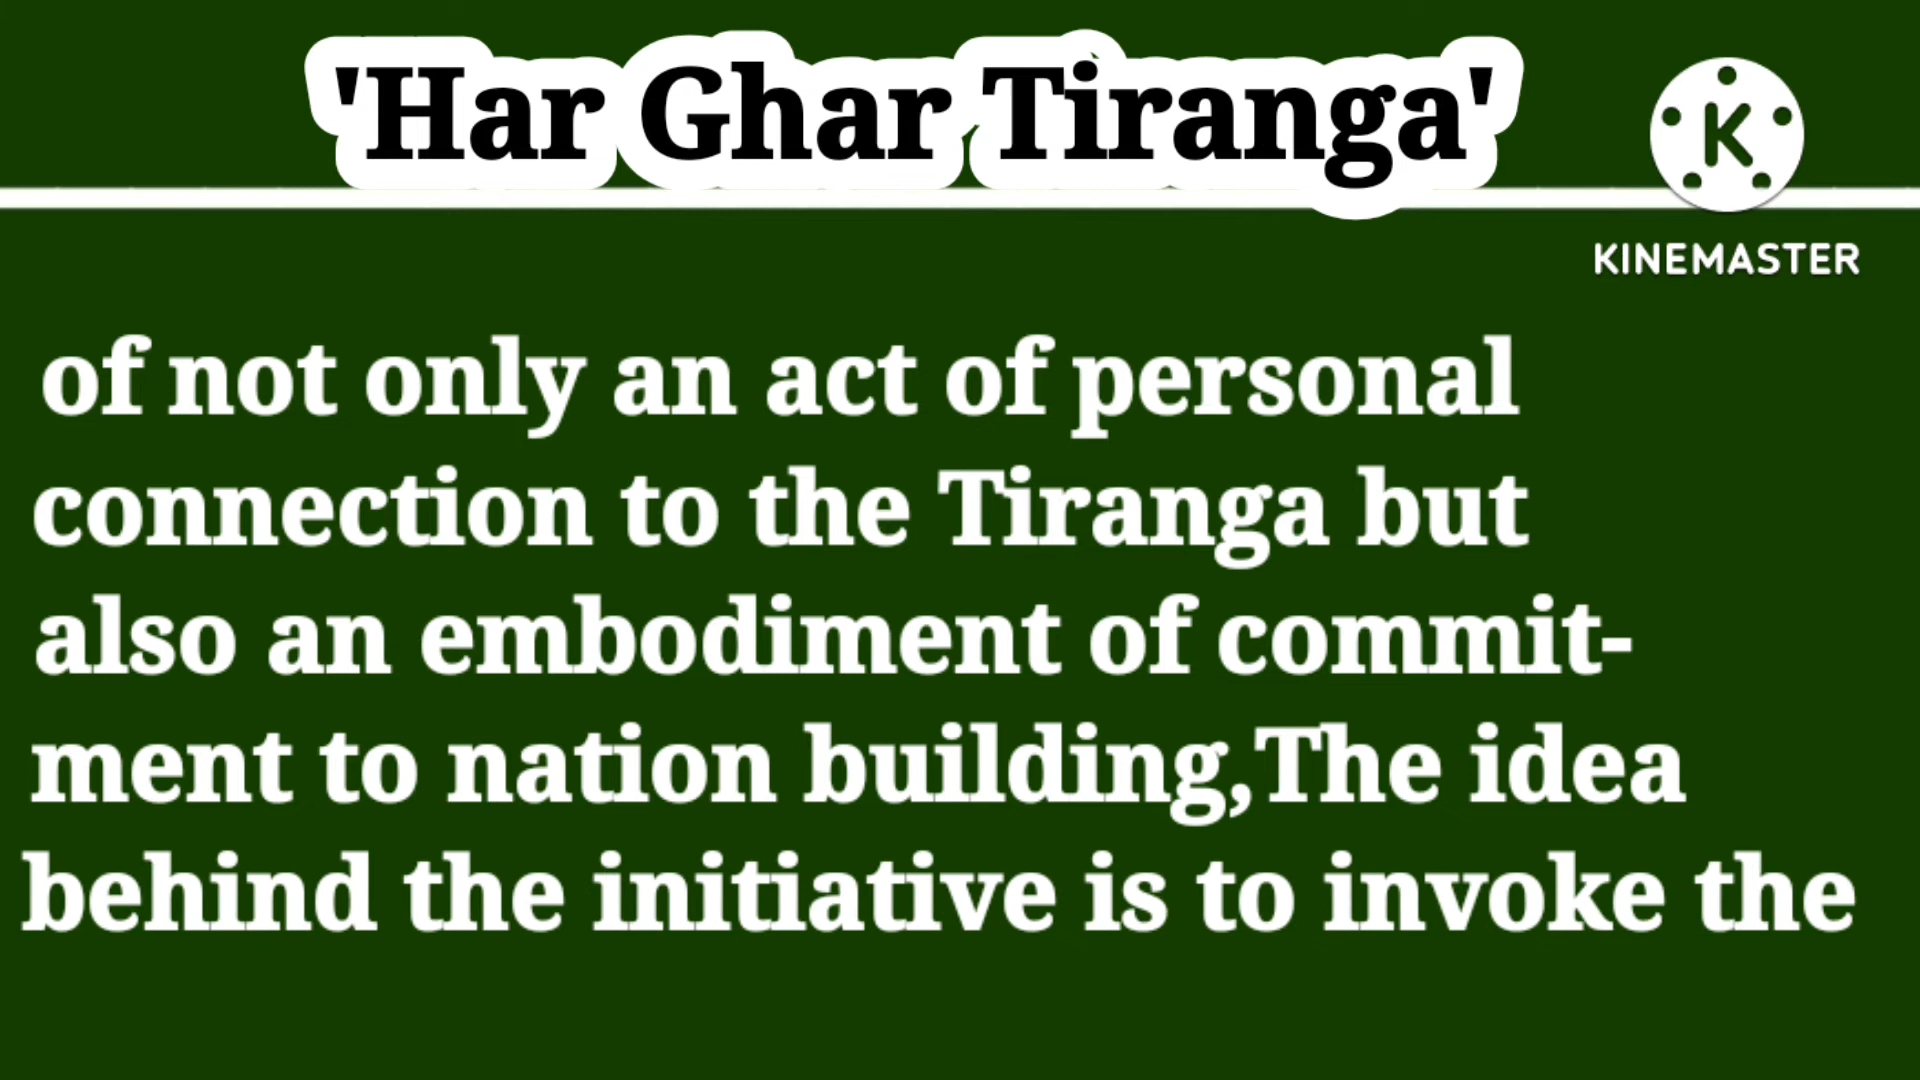 'Har Ghar Tiranga'
K
KINEMASTER
of not only an act of personal
connection to the Tiranga but
also an embodiment of commit-
ment to nation building,The idea
behind the initiative is to invoke the